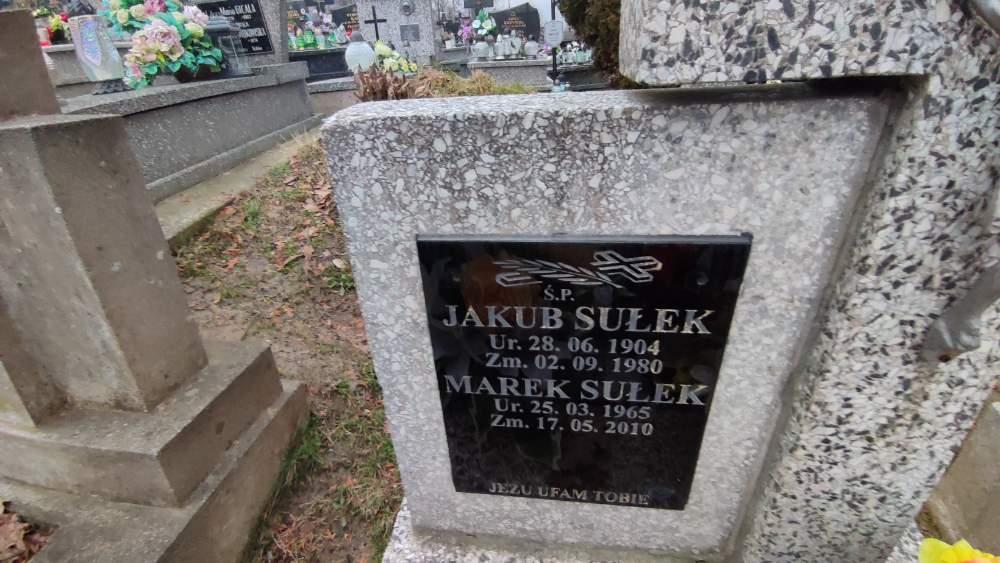 Ś.P.
JAKUB SUŁEK
Ur. 28. 06. 1904
Zm. 02. 09. 1980
MAREK SUŁEK
Ur. 25. 03. 1965
Zm. 17. 05. 2010
JEZU UFAM TOBIE